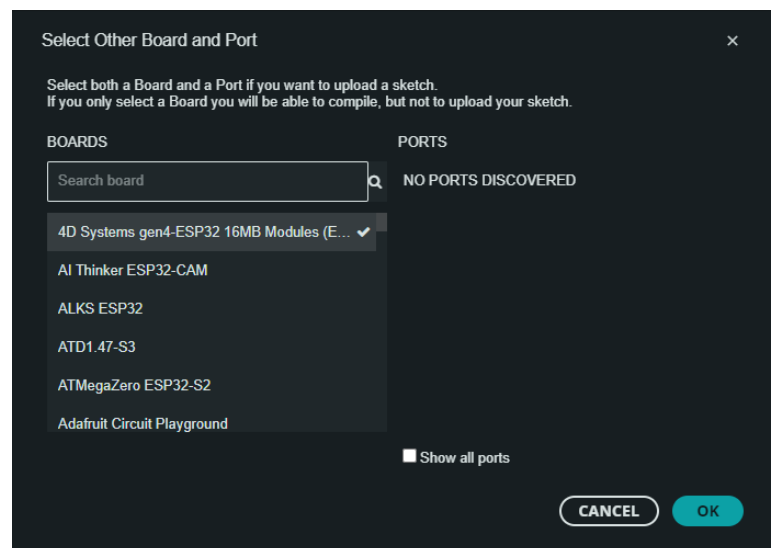 Select Other Board and Port
Select both a Board and a Port if you want to upload a sketch.
If you only select a Board you will be able to compile, but not to upload your sketch.
BOARDS
PORTS
Search board
NO PORTS DISCOVERED
4D Systems gen4-ESP32 16MB Modules (E...
AI Thinker ESP32-CAM
ALKS ESP32
ATD1.47-S3
ATMegaZero ESP32-S2
Adafruit Circuit Playground
Show all ports
CANCEL
OK